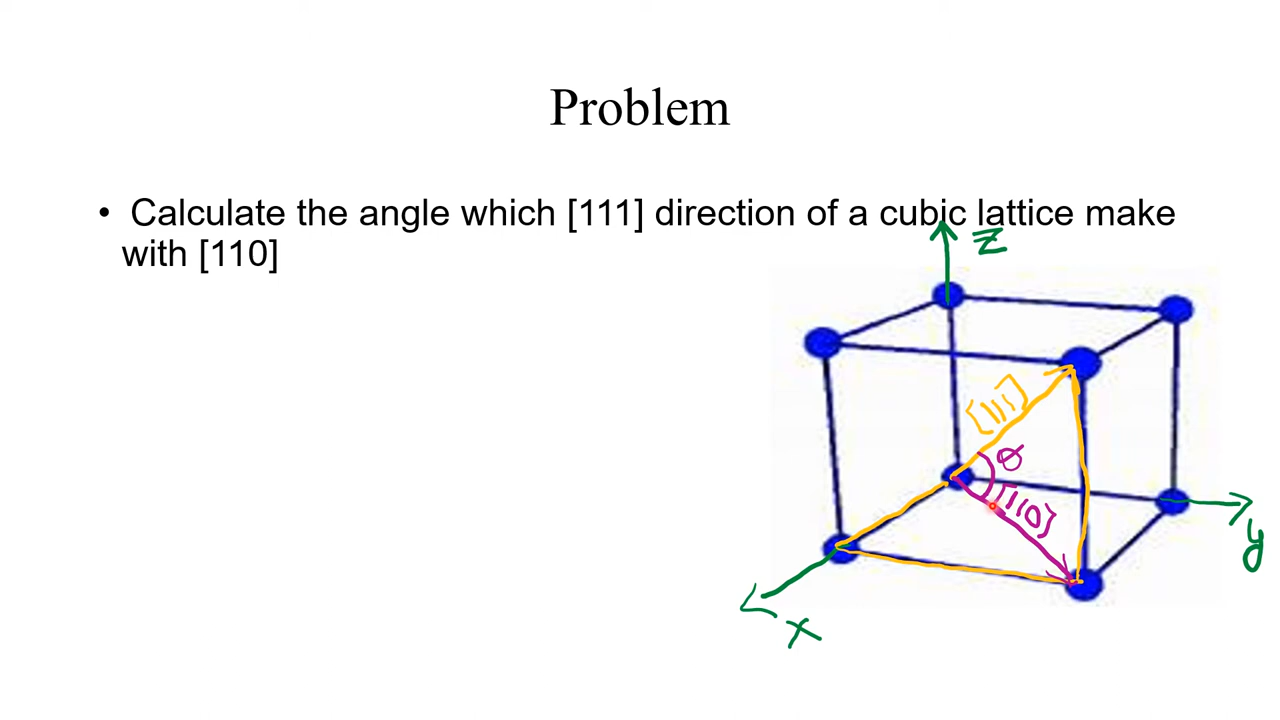 Problem
• Calculate the angle which [111] direction of a cubic lattice make
with [110]
z
[111]
ϕ
[110]
y
x